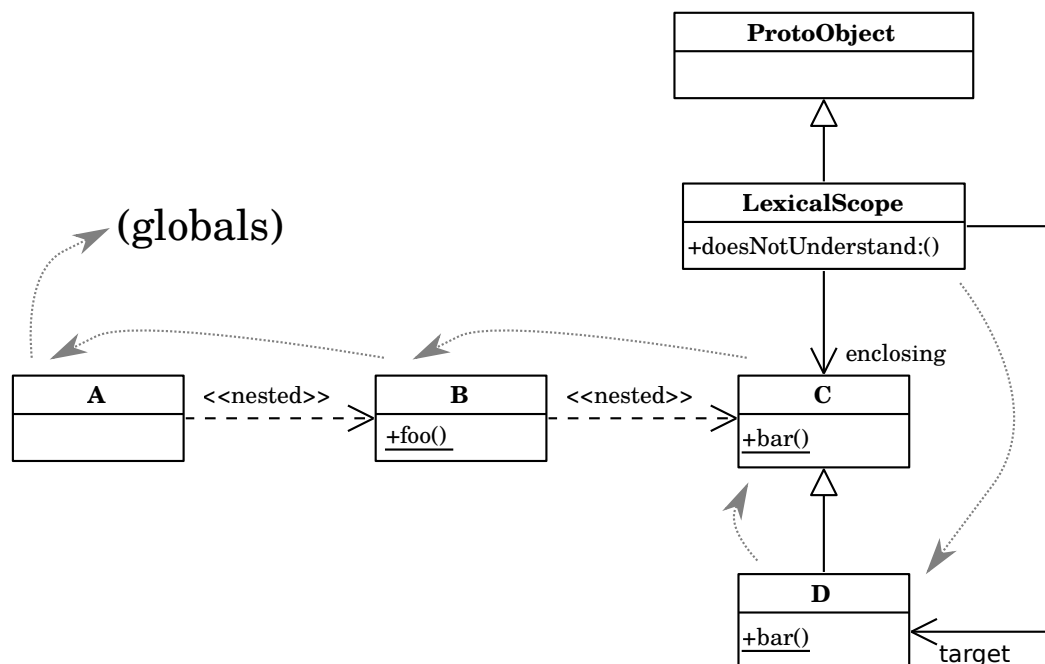 ProtoObject
LexicalScope
+doesNotUnderstand:()
(globals)
enclosing
A
<<nested>>
B
<<nested>>
C
+foo()
+bar()
D
+bar()
target